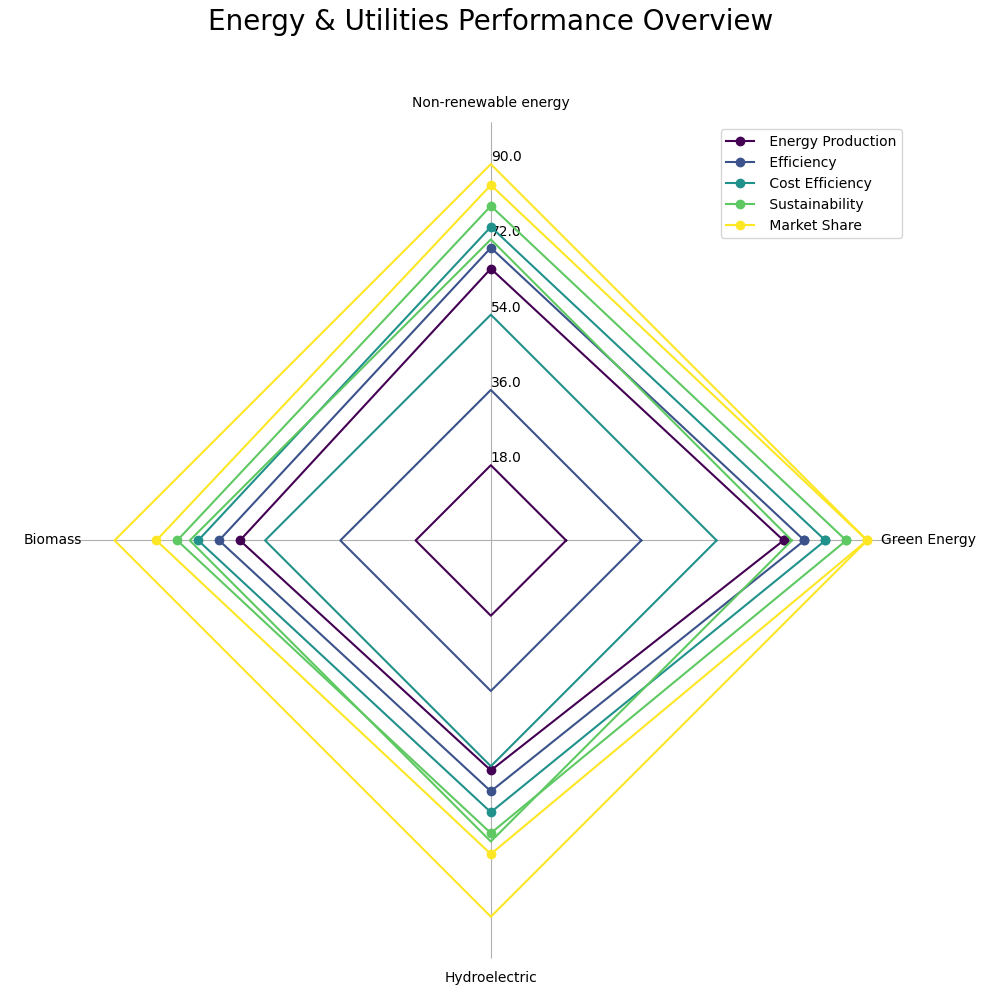 Energy & Utilities Performance Overview
Non-renewable energy
Energy Production
Efficiency
Cost Efficiency
Sustainability
Market Share
90.0
72.0
54.0
36.0
18.0
Biomass
Green Energy
Hydroelectric